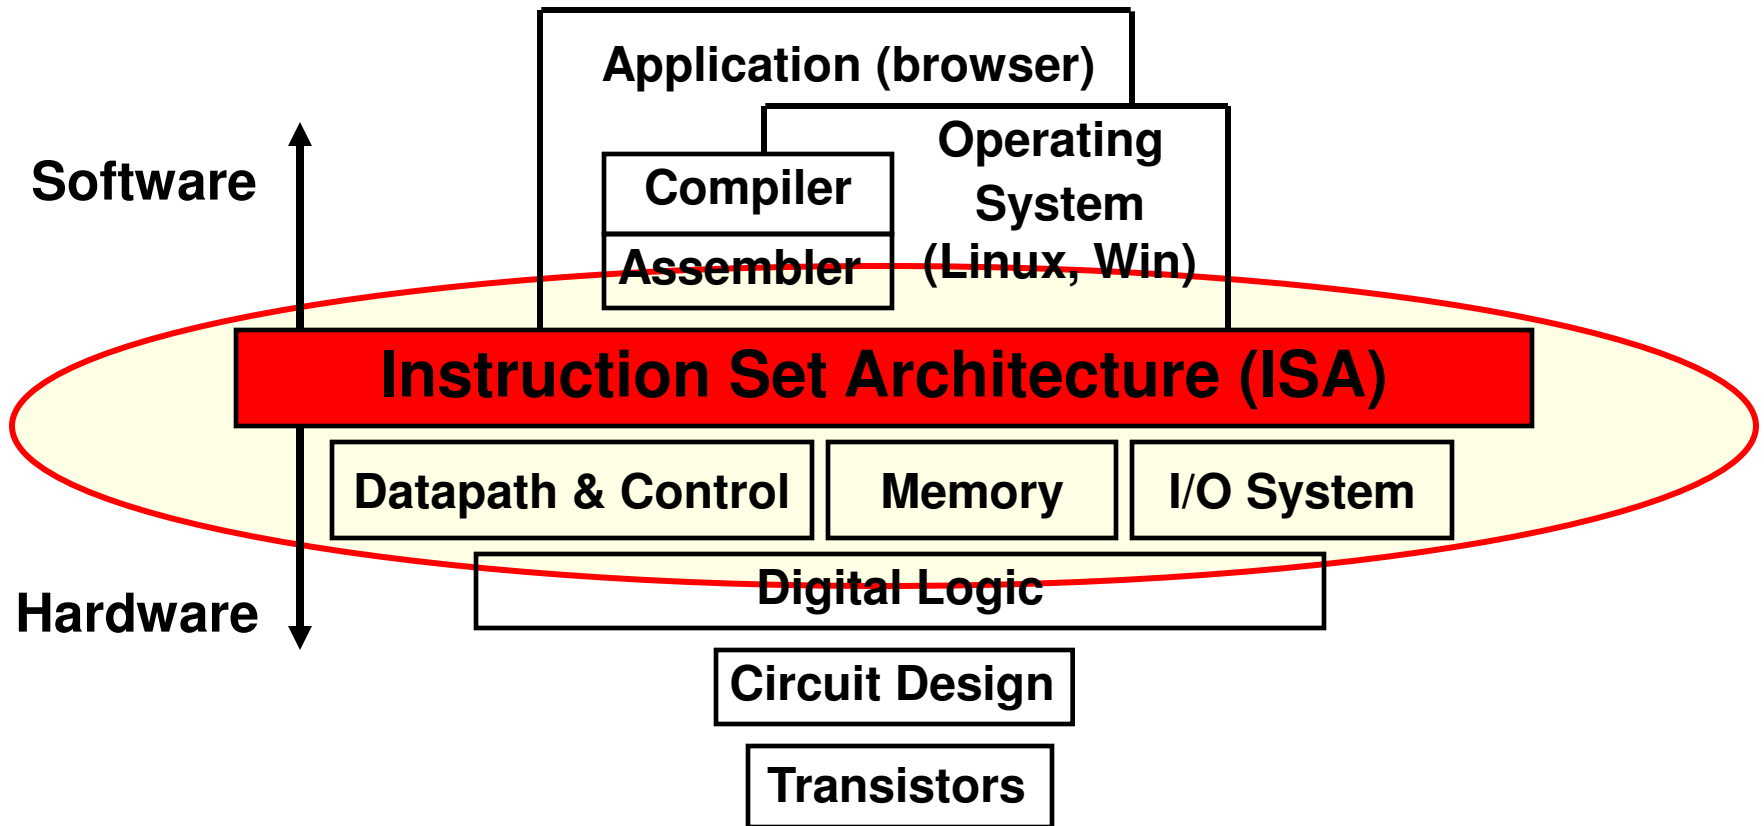 Application (browser)
Operating
System
(Linux, Win)
Software
Compiler
Assembler
Instruction Set Architecture (ISA)
Datapath & Control
Memory
I/O System
Hardware
Digital Logic
Circuit Design
Transistors